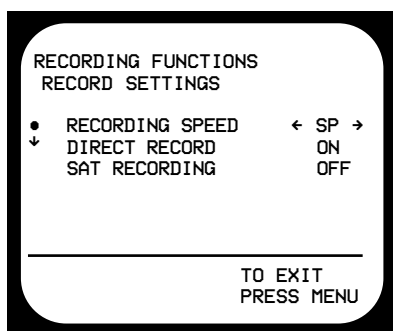 RECORDING FUNCTIONS
RECORD SETTINGS
● RECORDING SPEED ← SP →
↓ DIRECT RECORD ON
SAT RECORDING OFF
TO EXIT
PRESS MENU